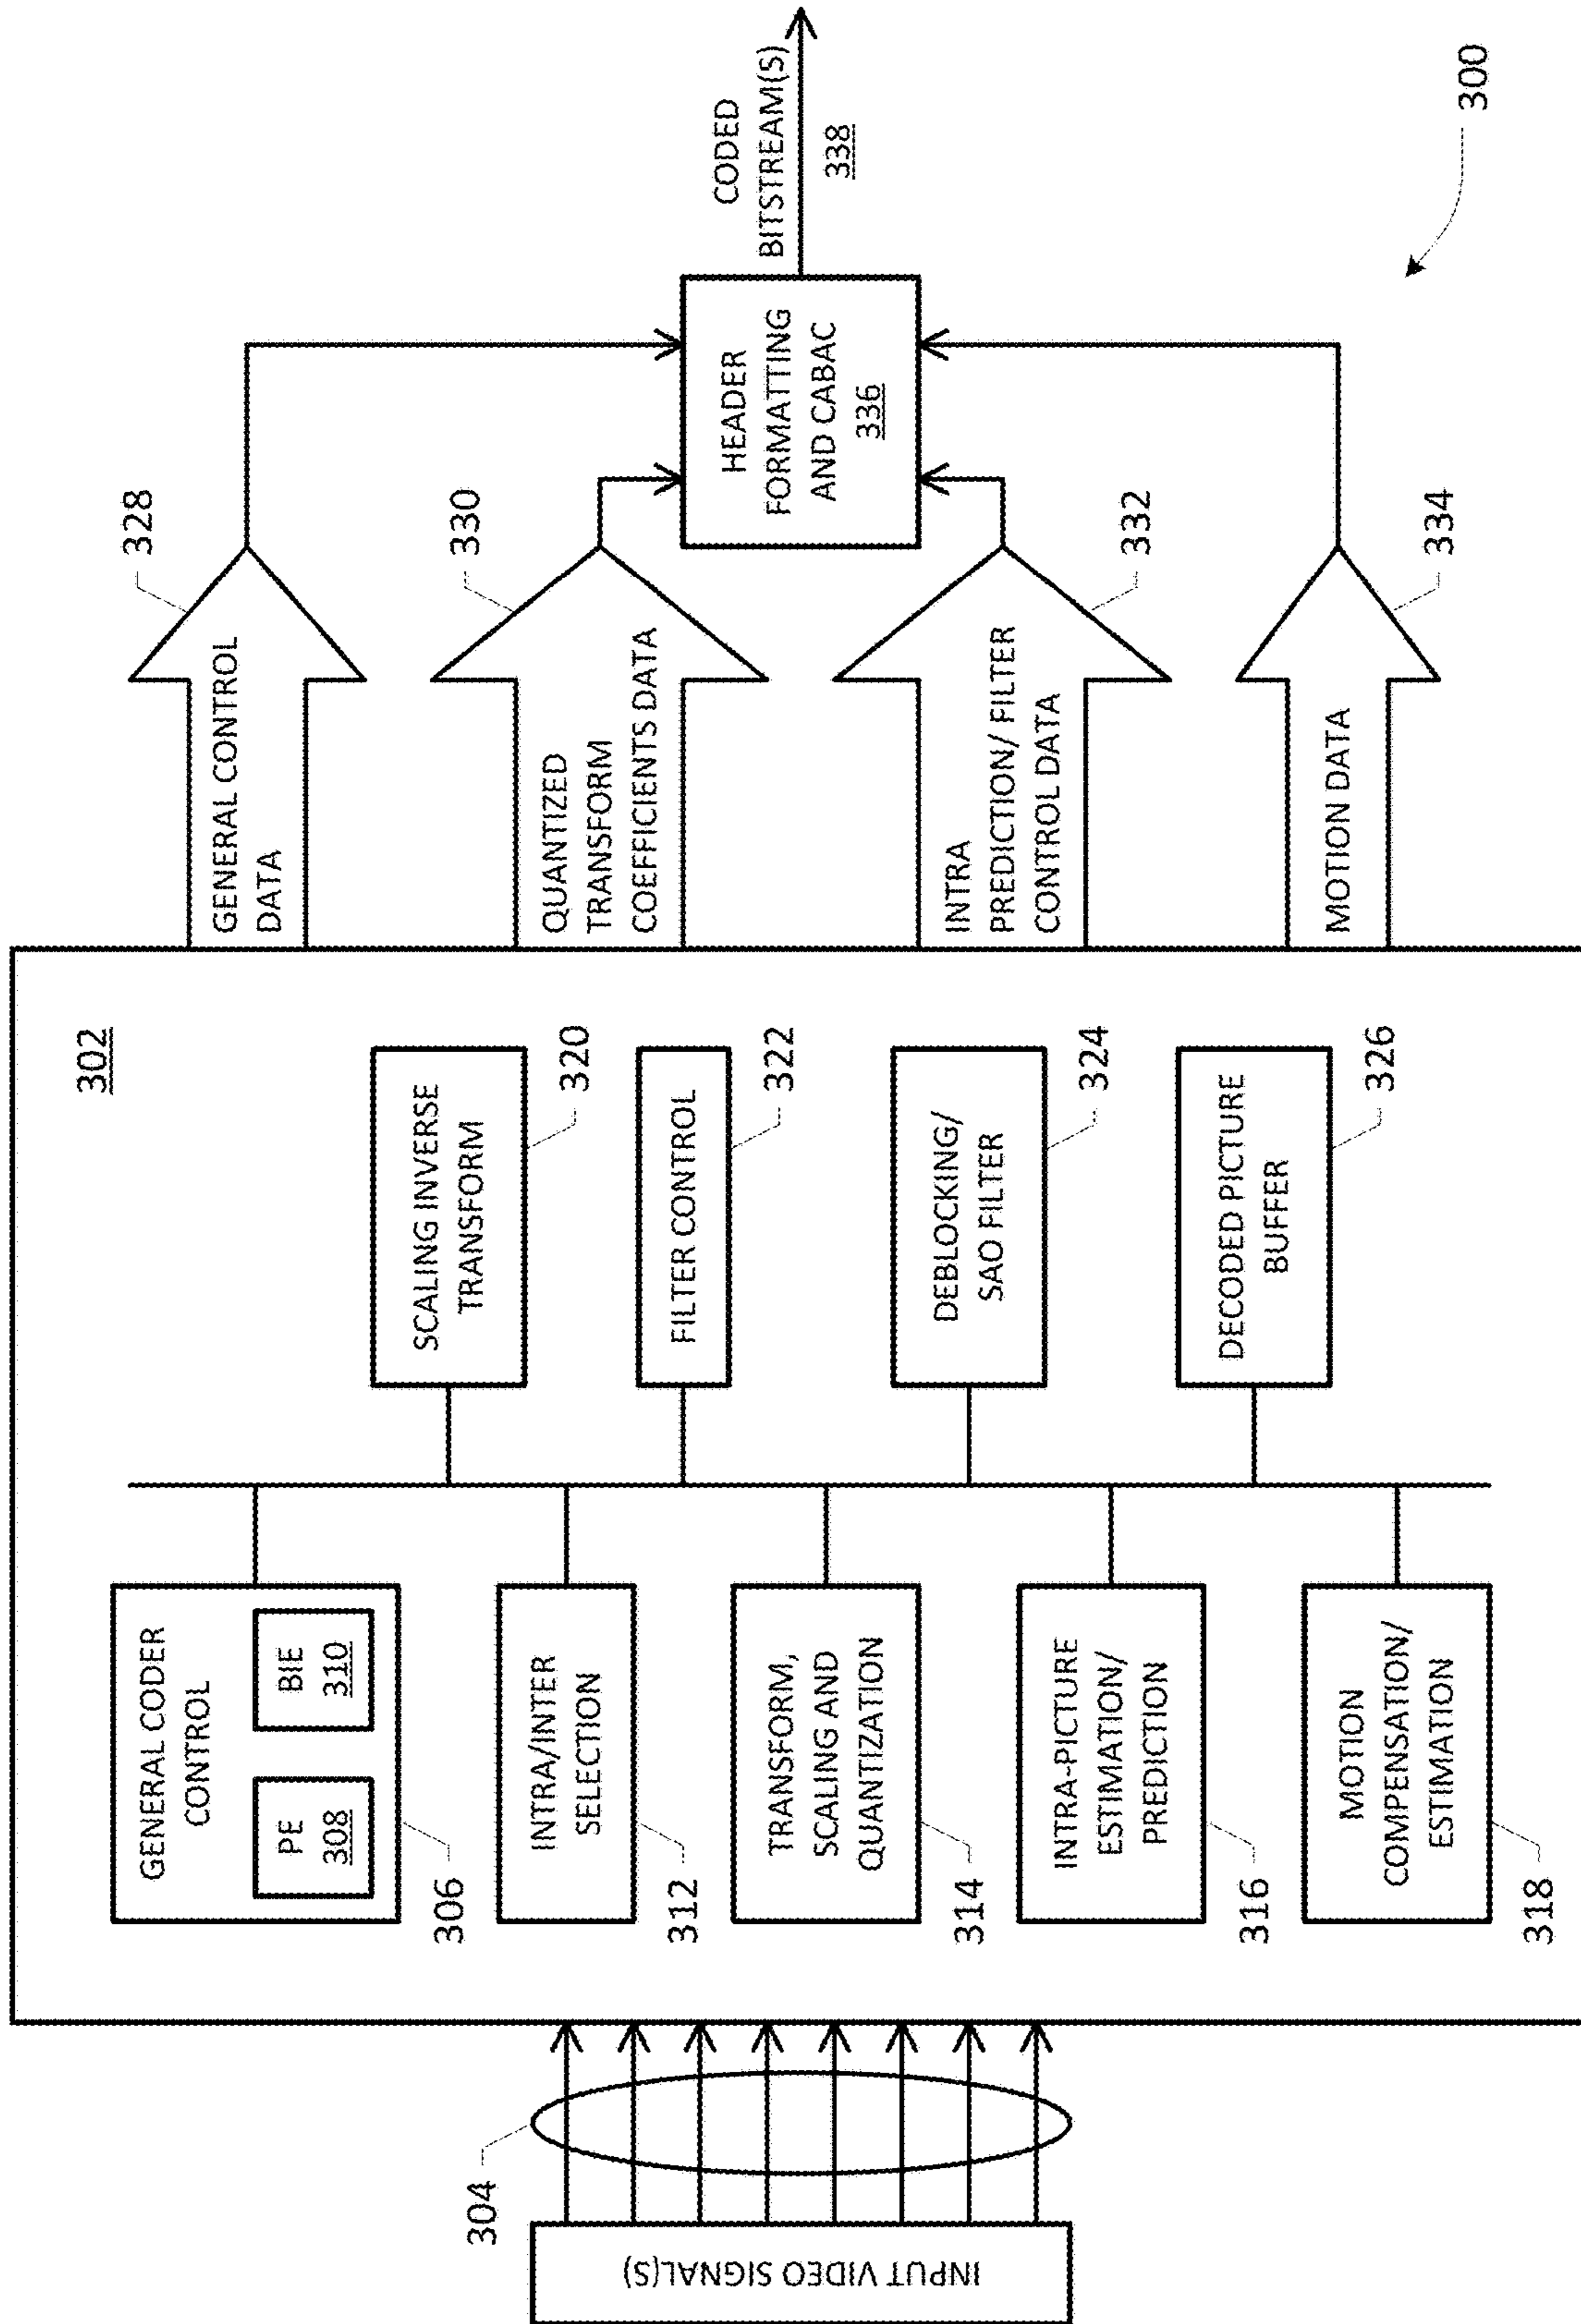 INPUT VIDEO SIGNAL(S)
304
302
GENERAL CODER
CONTROL
PE
308
BIE
310
306
INTRA/INTER
SELECTION
312
TRANSFORM,
SCALING AND
QUANTIZATION
314
INTRA-PICTURE
ESTIMATION/
PREDICTION
316
MOTION
COMPENSATION/
ESTIMATION
318
SCALING INVERSE
TRANSFORM
320
FILTER CONTROL
322
DEBLOCKING/
SAO FILTER
324
DECODED PICTURE
BUFFER
326
GENERAL CONTROL
DATA
328
QUANTIZED
TRANSFORM
COEFFICIENTS DATA
330
INTRA
PREDICTION/ FILTER
CONTROL DATA
332
MOTION DATA
334
HEADER
FORMATTING
AND CABAC
336
CODED
BITSTREAM(S)
338
300